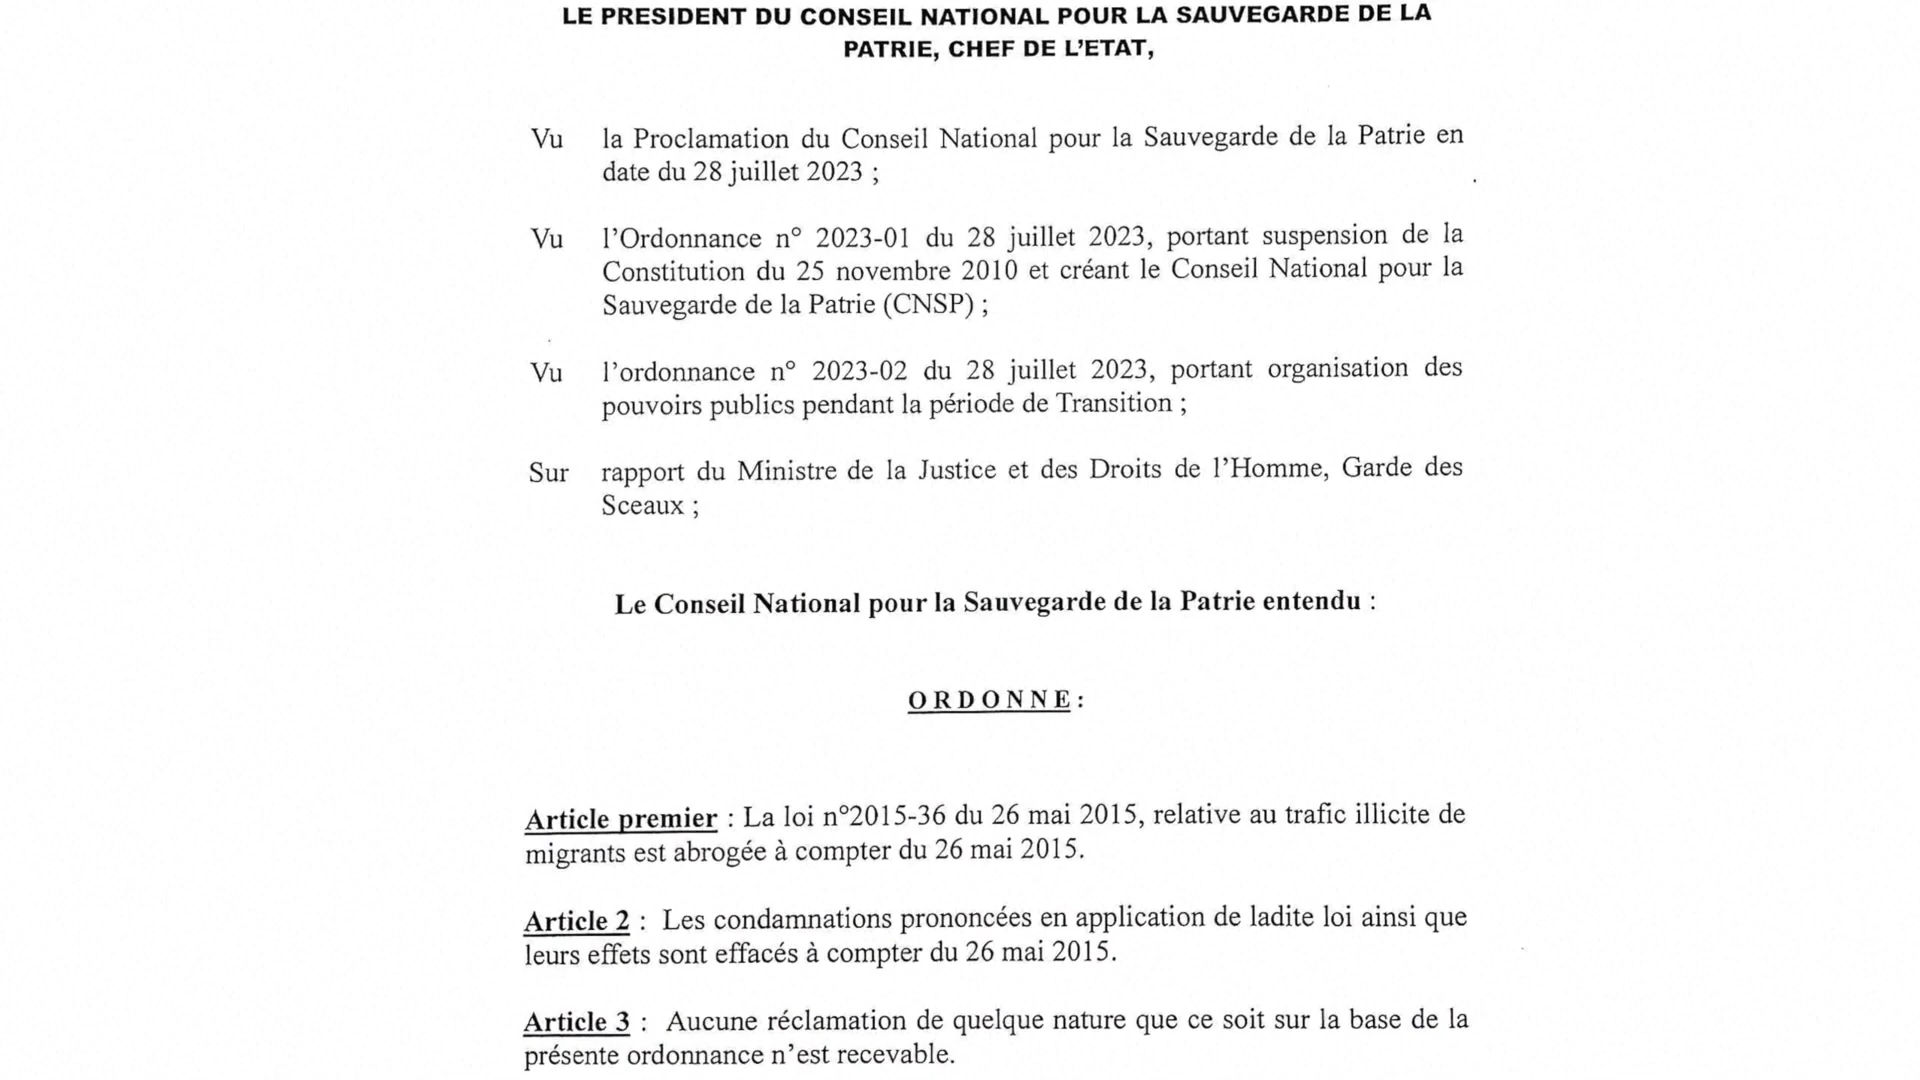 LE PRESIDENT DU CONSEIL NATIONAL POUR LA SAUVEGARDE DE LA
PATRIE, CHEF DE L’ETAT,
Vu la Proclamation du Conseil National pour la Sauvegarde de la Patrie en
date du 28 juillet 2023 ;
Vu l’Ordonnance n° 2023-01 du 28 juillet 2023, portant suspension de la
Constitution du 25 novembre 2010 et créant le Conseil National pour la
Sauvegarde de la Patrie (CNSP) ;
Vu l’ordonnance n° 2023-02 du 28 juillet 2023, portant organisation des
pouvoirs publics pendant la période de Transition ;
Sur rapport du Ministre de la Justice et des Droits de l’Homme, Garde des
Sceaux ;
Le Conseil National pour la Sauvegarde de la Patrie entendu :
ORDONNE :
Article premier : La loi n°2015-36 du 26 mai 2015, relative au trafic illicite de
migrants est abrogée à compter du 26 mai 2015.
Article 2 : Les condamnations prononcées en application de ladite loi ainsi que
leurs effets sont effacés à compter du 26 mai 2015.
Article 3 : Aucune réclamation de quelque nature que ce soit sur la base de la
présente ordonnance n’est recevable.